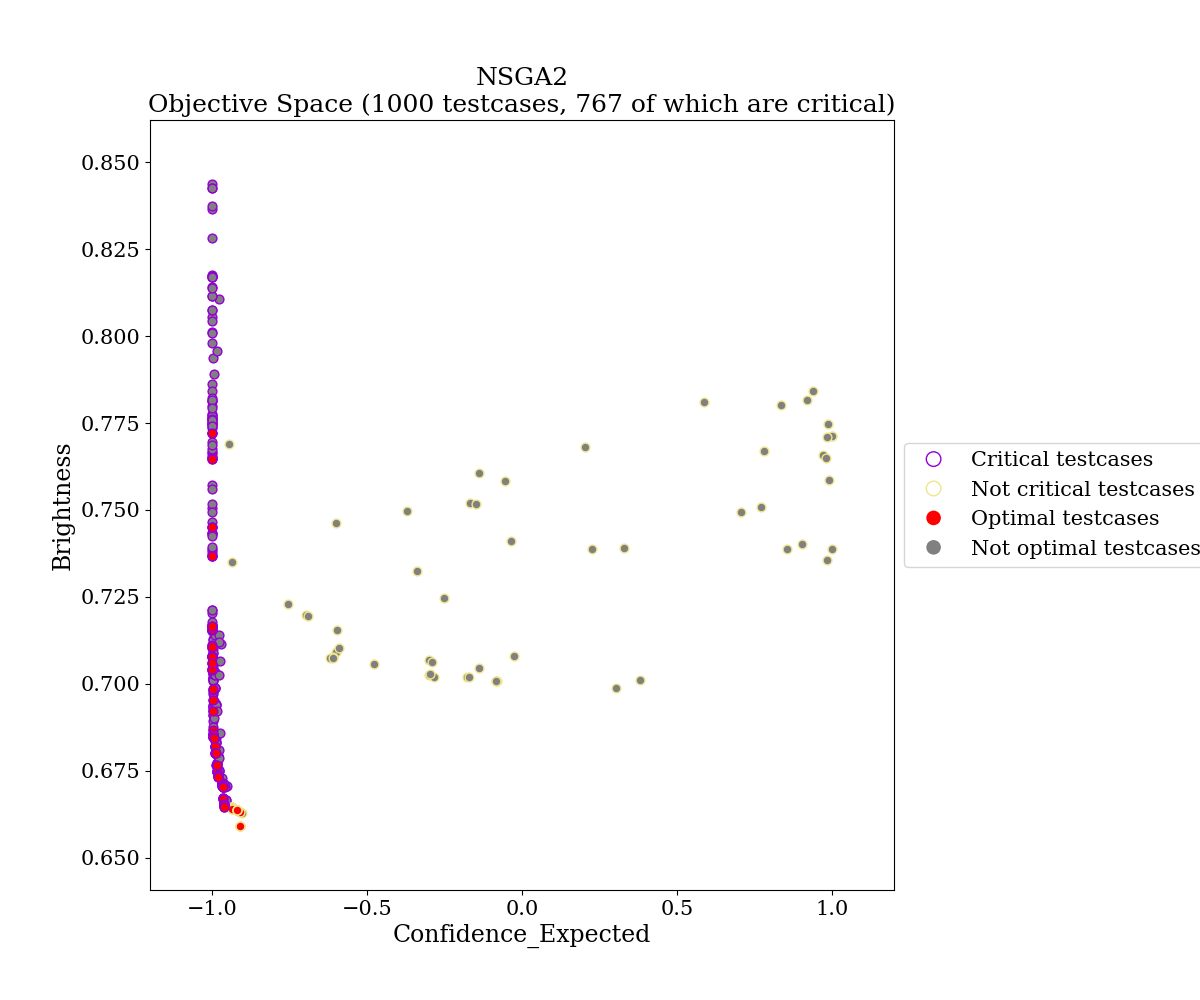 NSGA2
Objective Space (1000 testcases, 767 of which are critical)
0.850
0.825
0.800
0.775
0.750
0.725
0.700
0.675
0.650
Brightness
−1.0
−0.5
0.0
0.5
1.0
Confidence_Expected
Critical testcases
Not critical testcases
Optimal testcases
Not optimal testcases